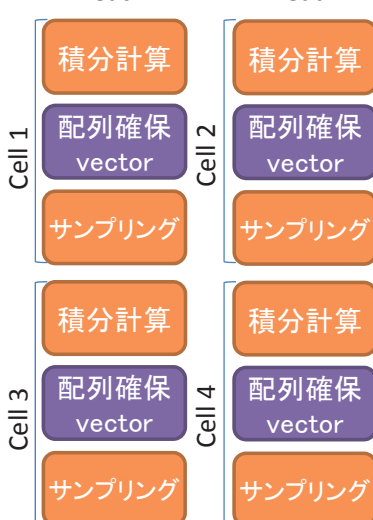 Cell 1
積分計算
配列確保
vector
サンプリング
Cell 2
積分計算
配列確保
vector
サンプリング
Cell 3
積分計算
配列確保
vector
サンプリング
Cell 4
積分計算
配列確保
vector
サンプリング